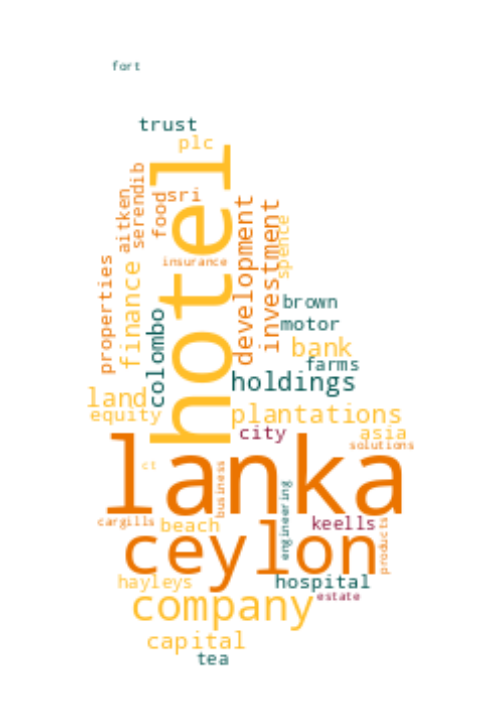 fort
trust
plc
hotel
serendib
aitken
sri
food
development
investment
spence
insurance
properties
finance
colombo
brown
motor
bank
farms
holdings
land
equity
plantations
city
asia
solutions
lanka
ct
business
engineering
cargills
beach
keells
products
ceylon
hayleys
hospital
estate
company
capital
tea